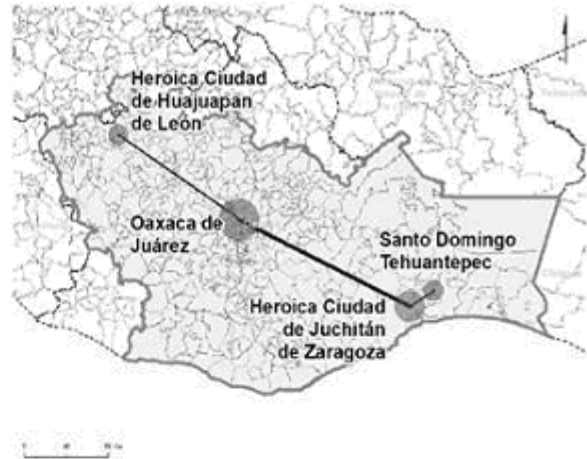 Heroica Ciudad
de Huajuapan
de León
Oaxaca de
Juárez
Santo Domingo
Tehuantepec
Heroica Ciudad
de Juchitán
de Zaragoza